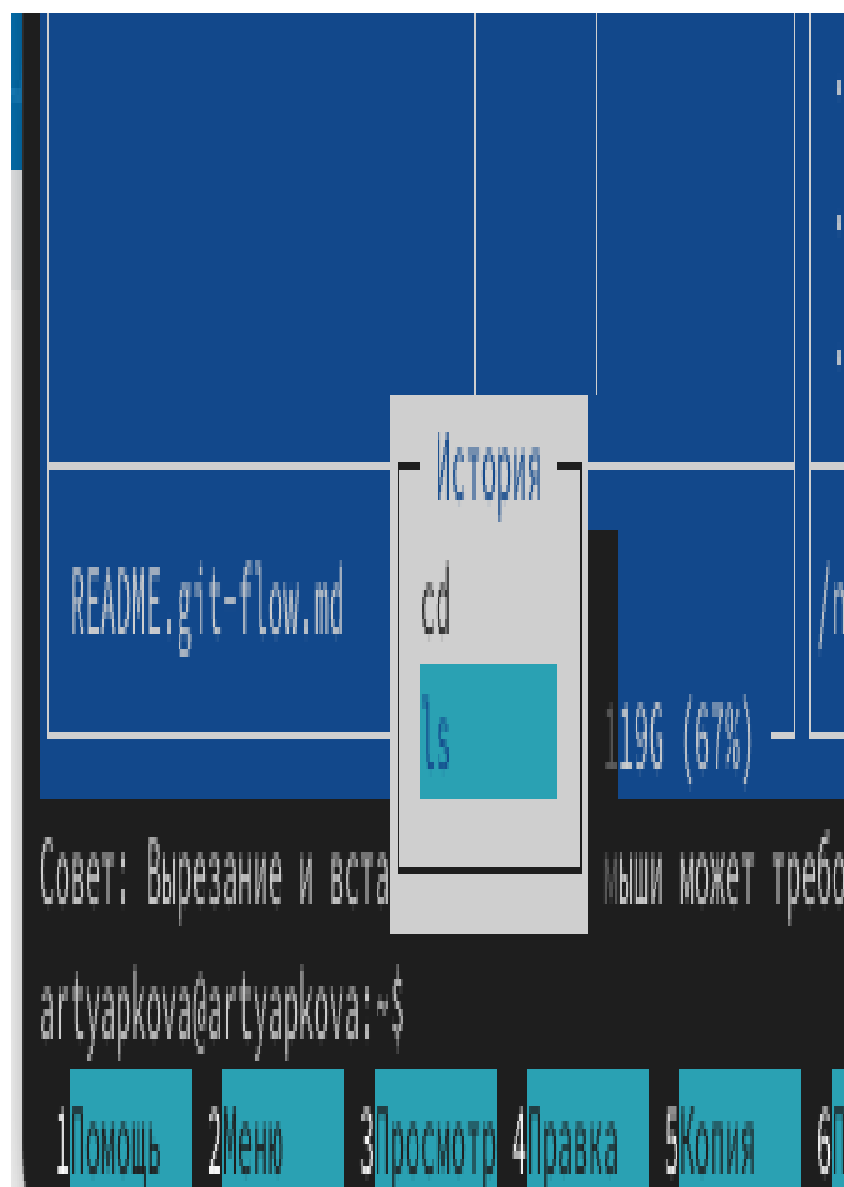 История
README.git-flow.md
cd
ls
119G (67%)
Совет: Вырезание и вста мыши может требо
artyapkova@artyapkova:~$
1Помощь 2Меню 3Просмотр 4Правка 5Копия 6